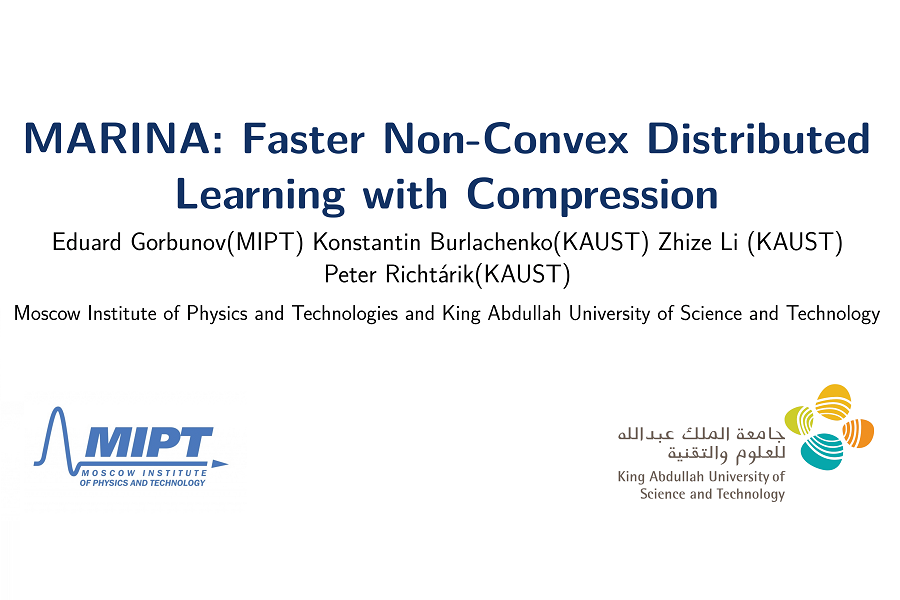 MARINA: Faster Non-Convex Distributed
Learning with Compression
Eduard Gorbunov(MIPT) Konstantin Burlachenko(KAUST) Zhize Li (KAUST)
Peter Richtárik(KAUST)
Moscow Institute of Physics and Technologies and King Abdullah University of Science and Technology
MIPT
MOSCOW INSTITUTE
OF PHYSICS AND TECHNOLOGY
جامعة الملك عبدالله
للعلوم والتقنية
King Abdullah University of
Science and Technology